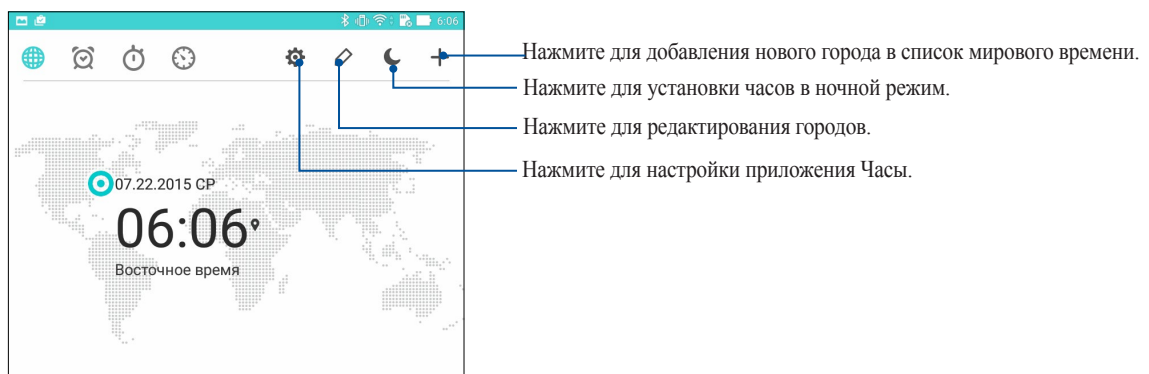 6:06
Нажмите для добавления нового города в список мирового времени.
Нажмите для установки часов в ночной режим.
Нажмите для редактирования городов.
Нажмите для настройки приложения Часы.
07.22.2015 СР
06:06
Восточное время